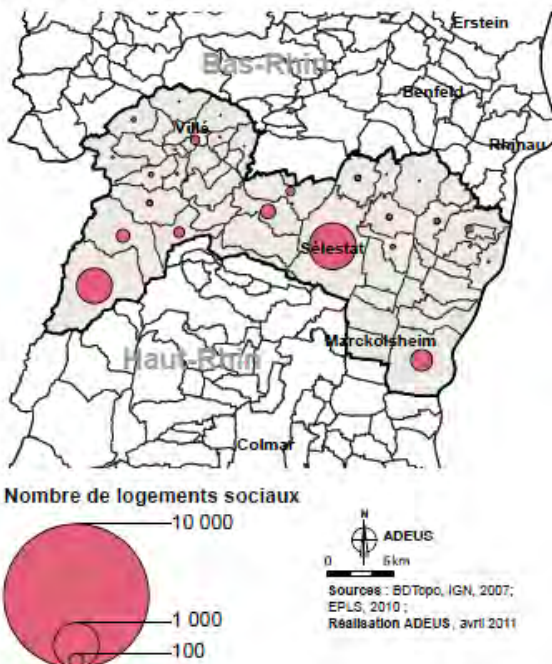 Erstein
Bas-Rhin
Benfeld
Villé
Rhinau
Sélestat
Marckolsheim
Haut-Rhin
Colmar
Nombre de logements sociaux
10 000
1 000
100
N
ADEUS
0 5km
Sources : BDTopo, IGN, 2007;
EPLS, 2010 ;
Réalisation ADEUS, avril 2011